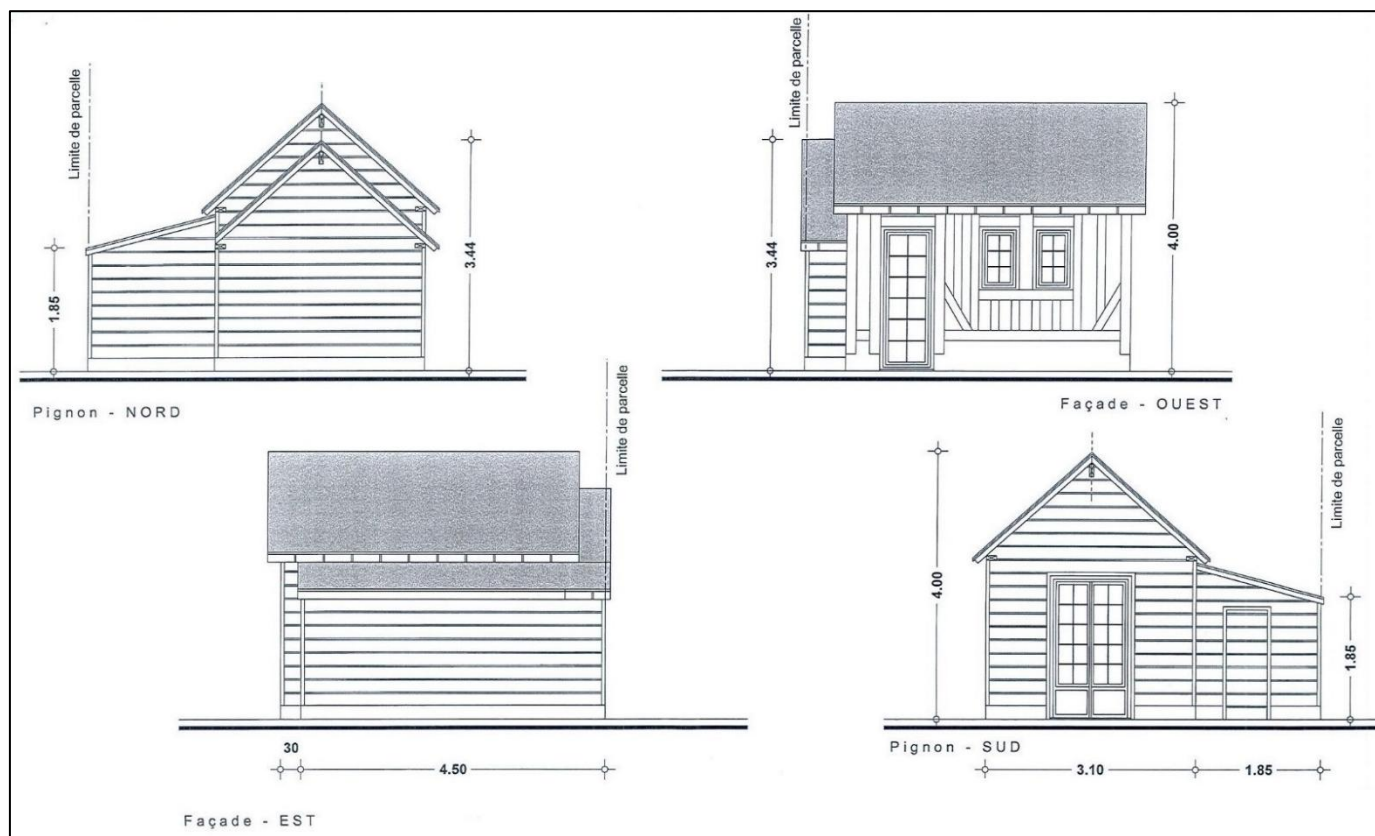 Limite de parcelle
3.44
1.85
Pignon - NORD
Limite de parcelle
3.44
4.00
Façade - OUEST
Limite de parcelle
30
4.50
Façade - EST
Limite de parcelle
4.00
1.85
Pignon - SUD
3.10
1.85